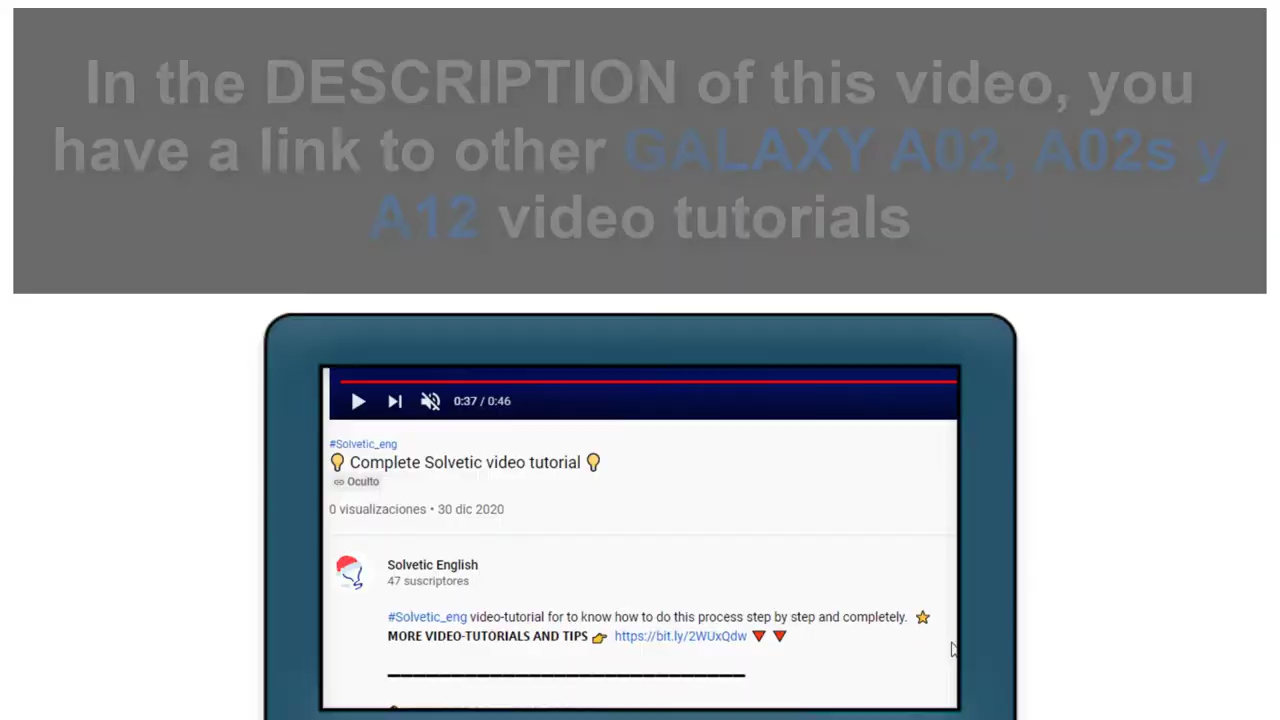 In the DESCRIPTION of this video, you
have a link to other GALAXY A02, A02s y
A12 video tutorials
0:37 / 0:46
#Solvetic_eng
Complete Solvetic video tutorial
Oculto
0 visualizaciones • 30 dic 2020
Solvetic English
47 suscriptores
#Solvetic_eng video-tutorial for to know how to do this process step by step and completely.
MORE VIDEO-TUTORIALS AND TIPS https://bit.ly/2WUxQdw